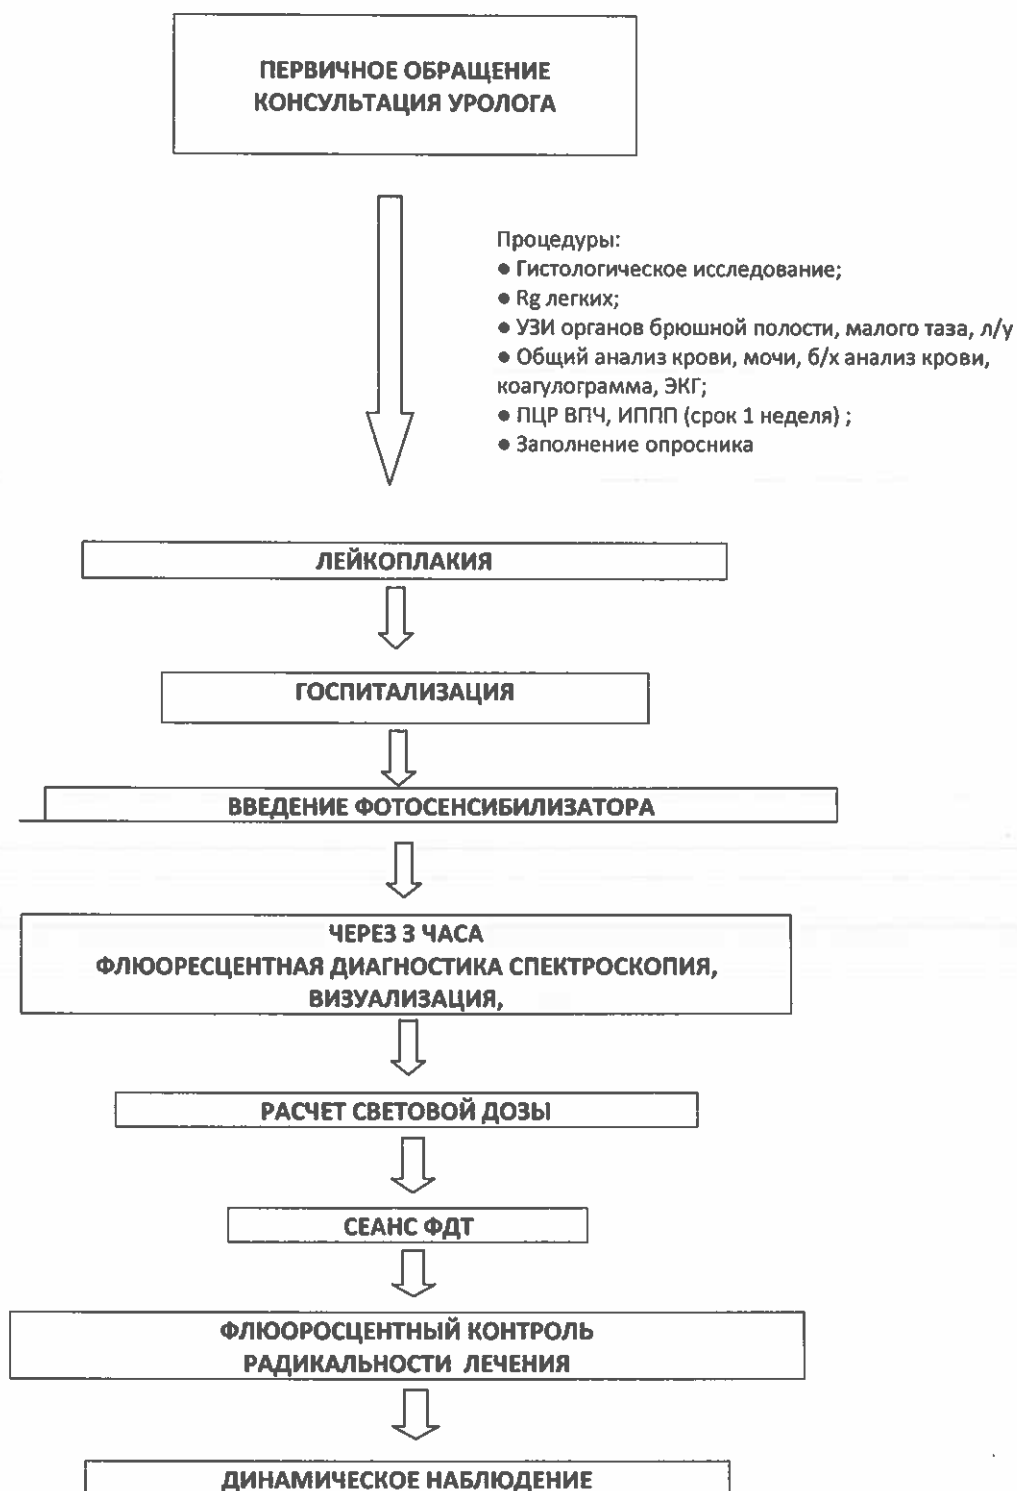 ПЕРВИЧНОЕ ОБРАЩЕНИЕ
КОНСУЛЬТАЦИЯ УРОЛОГА
Процедуры:
● Гистологическое исследование;
● Rg легких;
● УЗИ органов брюшной полости, малого таза, л/у
● Общий анализ крови, мочи, б/х анализ крови,
коагулограмма, ЭКГ;
● ПЦР ВПЧ, ИППП (срок 1 неделя) ;
● Заполнение опросника
ЛЕЙКОПЛАКИЯ
ГОСПИТАЛИЗАЦИЯ
ВВЕДЕНИЕ ФОТОСЕНСИБИЛИЗАТОРА
ЧЕРЕЗ 3 ЧАСА
ФЛЮОРЕСЦЕНТНАЯ ДИАГНОСТИКА СПЕКТРОСКОПИЯ,
ВИЗУАЛИЗАЦИЯ,
РАСЧЕТ СВЕТОВОЙ ДОЗЫ
СЕАНС ФДТ
ФЛЮОРОСЦЕНТНЫЙ КОНТРОЛЬ
РАДИКАЛЬНОСТИ ЛЕЧЕНИЯ
ДИНАМИЧЕСКОЕ НАБЛЮДЕНИЕ